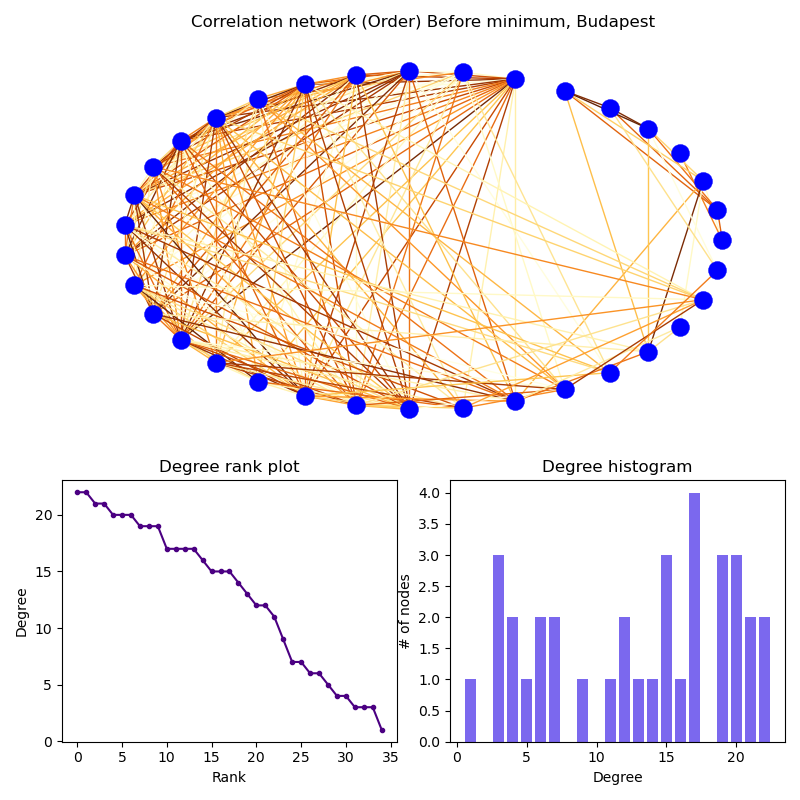 Correlation network (Order) Before minimum, Budapest
Degree rank plot
Degree
20
15
10
5
0
0 5 10 15 20 25 30 35
Rank
Degree histogram
# of nodes
4.0
3.5
3.0
2.5
2.0
1.5
1.0
0.5
0.0
0 5 10 15 20
Degree